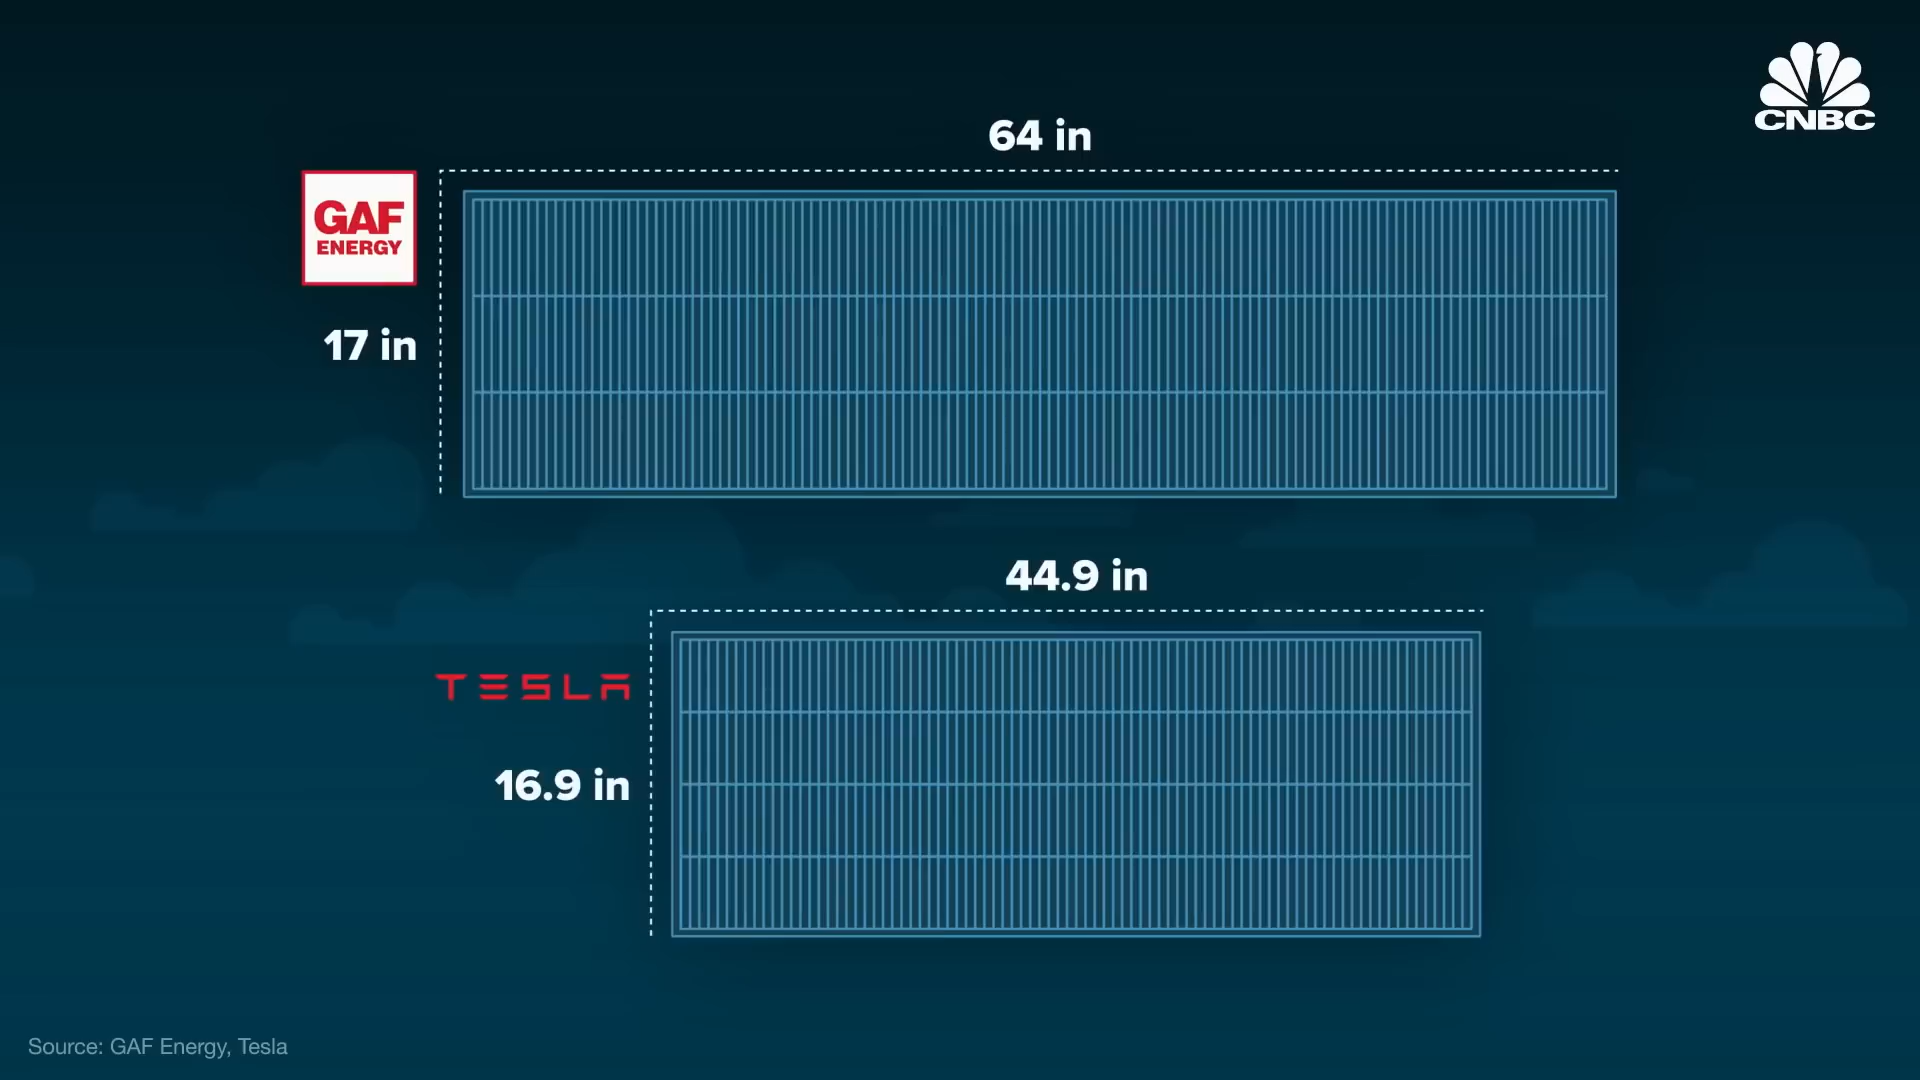 CNBC
64 in
GAF
ENERGY
17 in
44.9 in
TESLA
16.9 in
Source: GAF Energy, Tesla